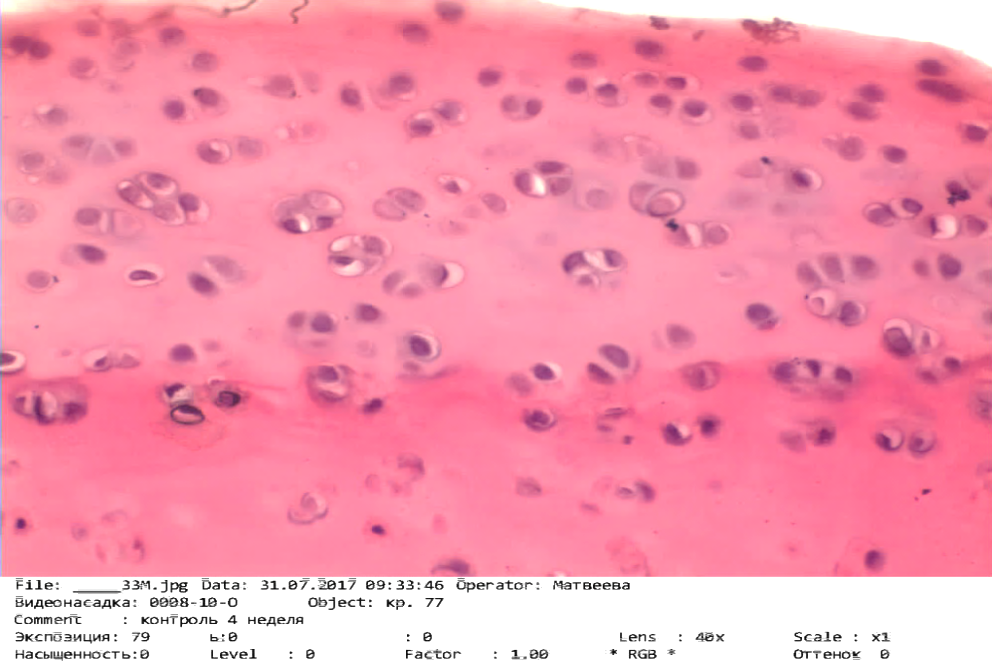 File: _____33M.jpg Data: 31.07.2017 09:33:46 Operator: Матвеева
Видеонасадка: 0008-10-0 Object: кр. 77
Comment : контроль 4 неделя
Экспозиция: 79 ь:0 : 0 Lens : 40x Scale : x1
Насыщенность:0 Level : 0 Factor : 1.00 * RGB * Оттенок 0